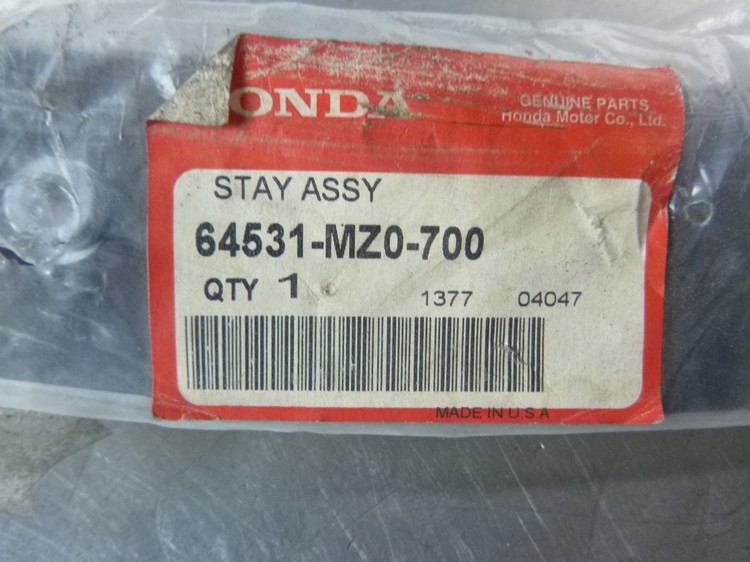 HONDA
GENUINE PARTS
Honda Motor Co., Ltd.
STAY ASSY
64531-MZ0-700
QTY 1
1377 04047
MADE IN U.S.A